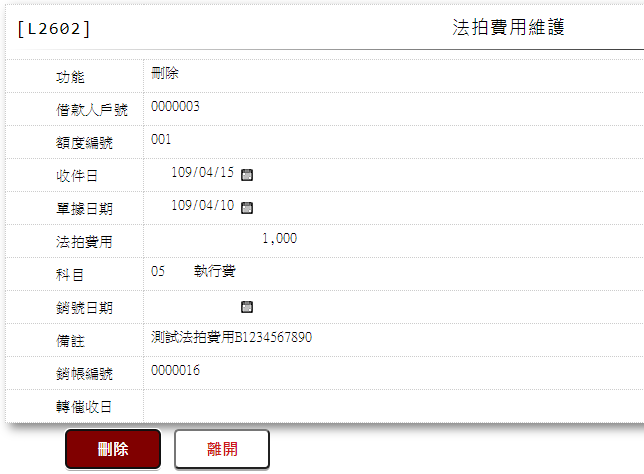 [L2602] 法拍費用維護
功能 刪除
借款人戶號 0000003
額度編號 001
收件日 109/04/15
單據日期 109/04/10
法拍費用 1,000
科目 05 執行費
銷號日期
備註 測試法拍費用B1234567890
銷帳編號 0000016
轉催收日
刪除 離開